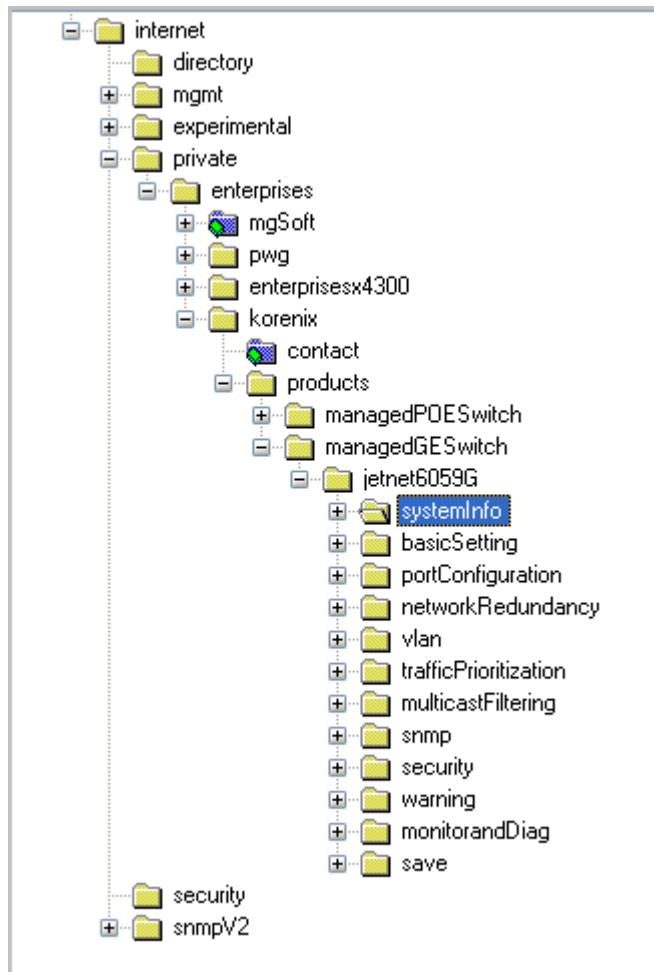 internet
directory
mgmt
experimental
private
enterprises
mgSoft
pwg
enterprisesx4300
korenix
contact
products
managedPOESwitch
managedGESwitch
jetnet6059G
systemInfo
basicSetting
portConfiguration
networkRedundancy
vlan
trafficPrioritization
multicastFiltering
snmp
security
warning
monitorandDiag
save
security
snmpV2